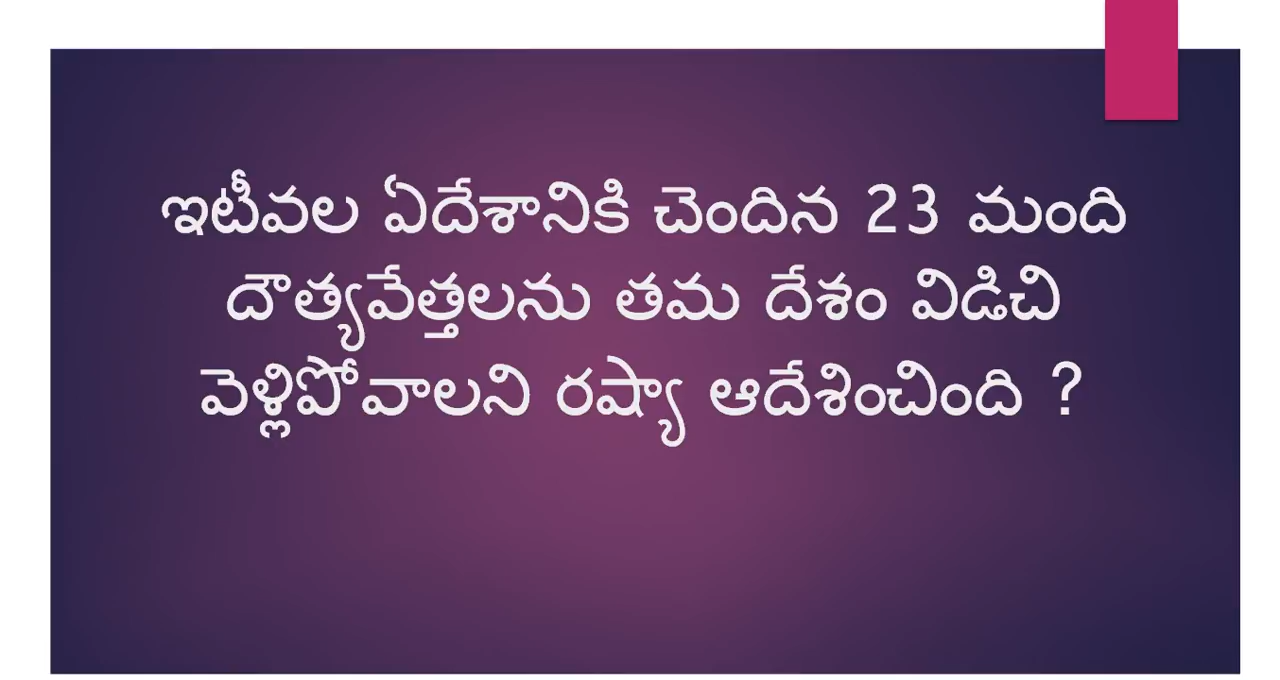 ఇటీవల ఏదేశానికి చెందిన 23 మంది
దౌత్యవేత్తలను తమ దేశం విడిచి
వెళ్లిపోవాలని రష్యా ఆదేశించింది ?